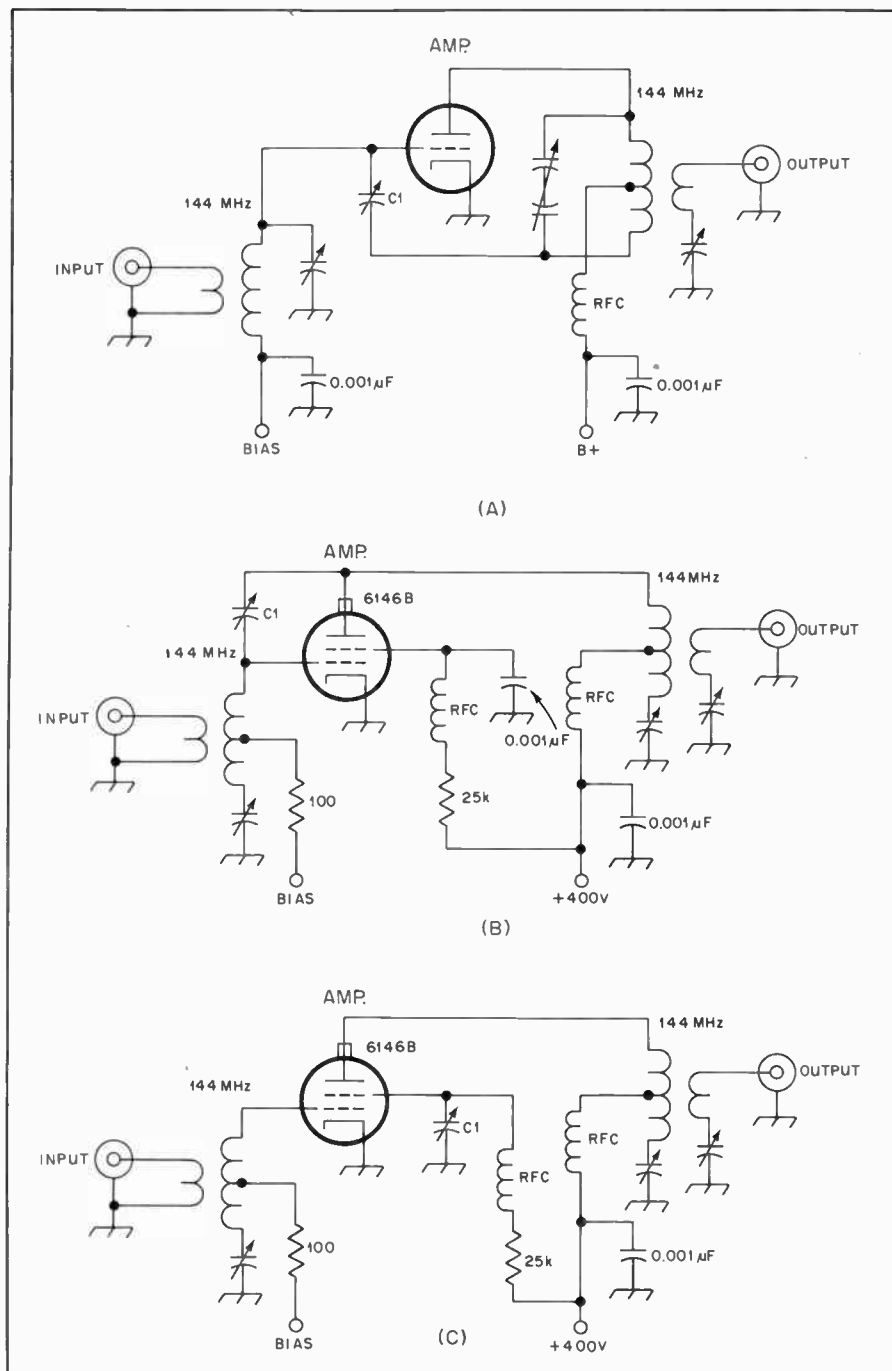 AMP.
144 MHz
C1
OUTPUT
144 MHz
INPUT
RFC
0.001µF
0.001µF
BIAS
B+
(A)
AMP.
6146B
144MHz
C1
OUTPUT
144 MHz
INPUT
RFC
RFC
0.001µF
100
25k
0.001µF
BIAS
+400V
(B)
AMP.
6146B
144 MHz
144 MHz
OUTPUT
C1
INPUT
RFC
RFC
100
25k
0.001µF
BIAS
+400V
(C)